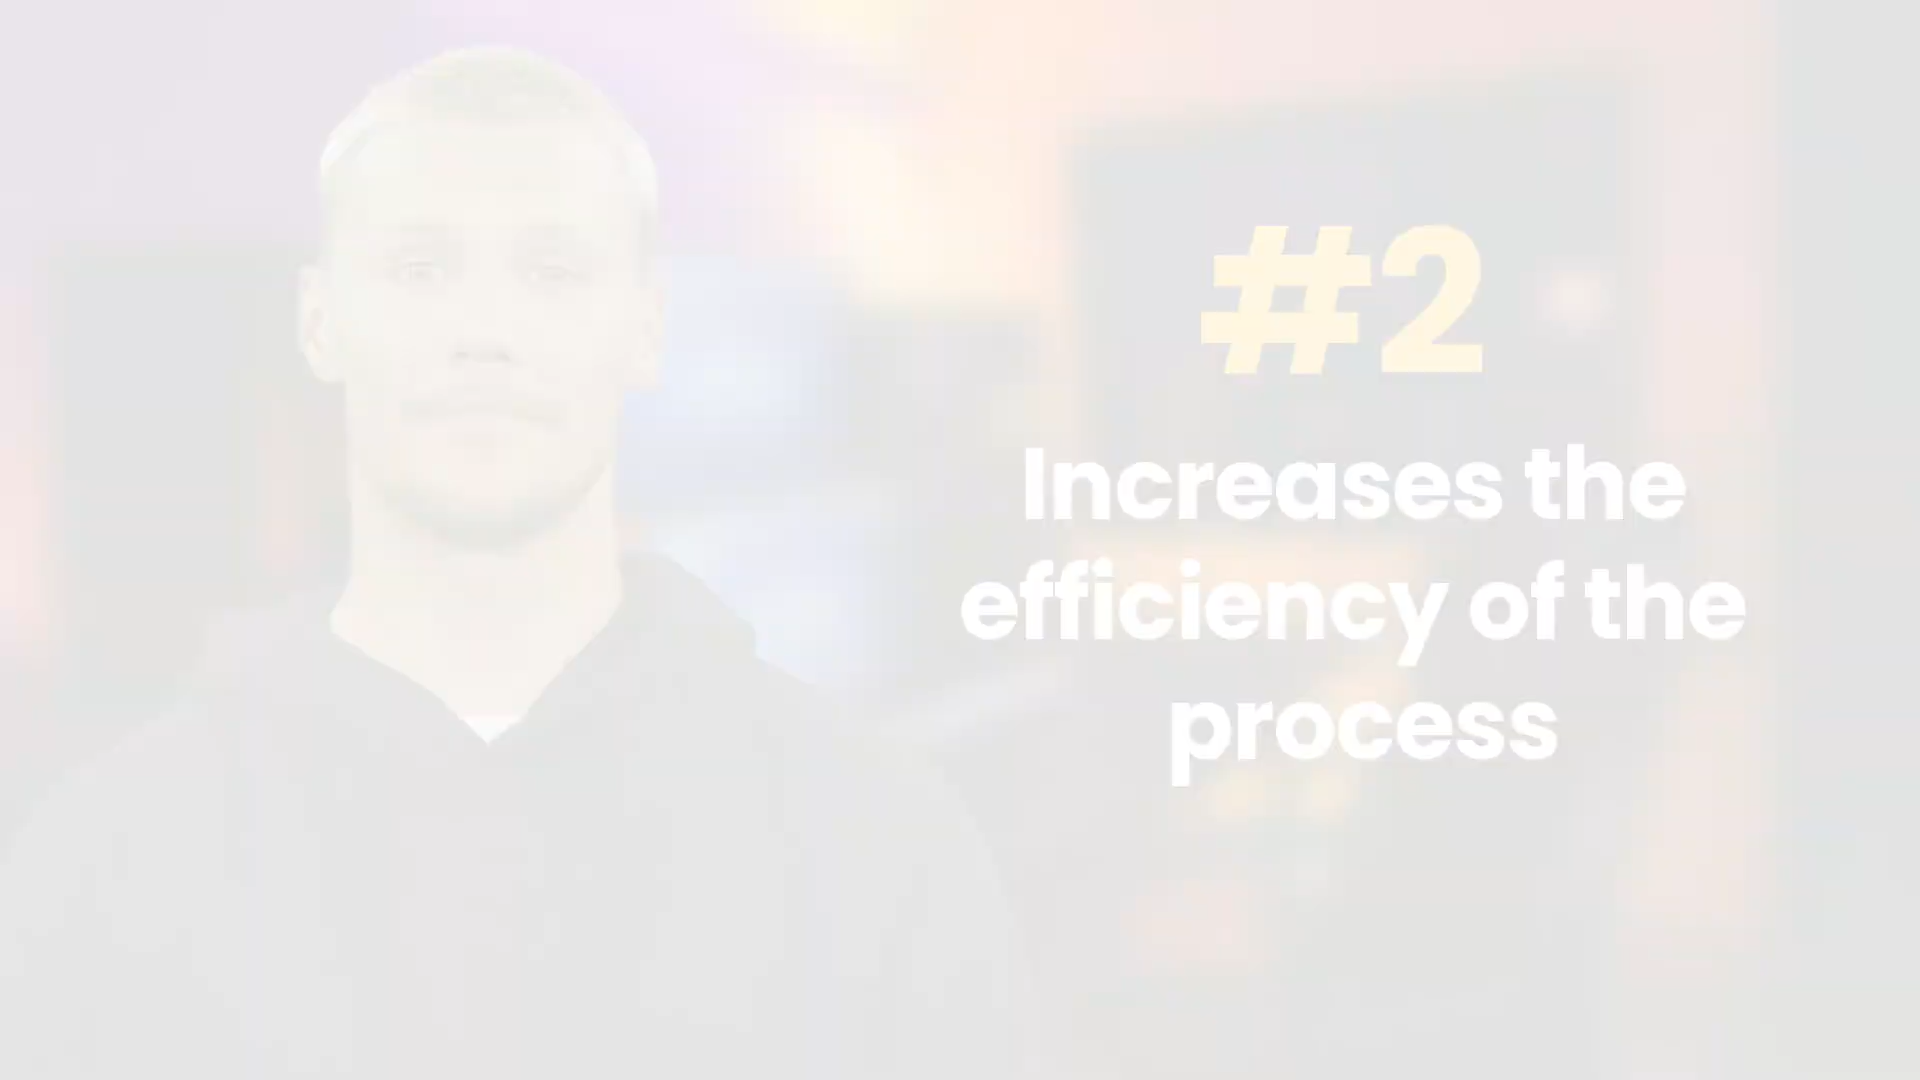 #2
Increases the
efficiency of the
process